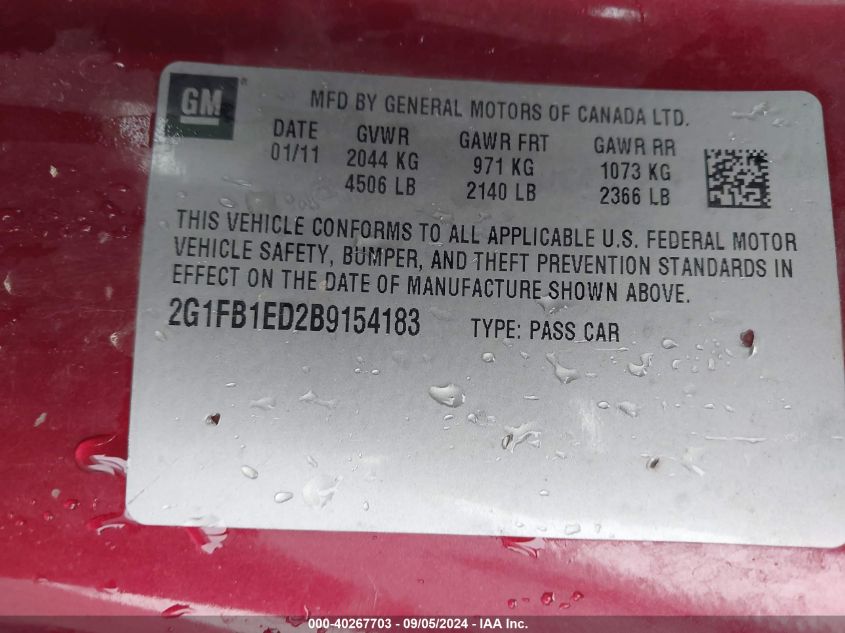 GM®
MFD BY GENERAL MOTORS OF CANADA LTD.
DATE GVWR GAWR FRT GAWR RR
01/11 2044 KG 971 KG 1073 KG
4506 LB 2140 LB 2366 LB
THIS VEHICLE CONFORMS TO ALL APPLICABLE U.S. FEDERAL MOTOR
VEHICLE SAFETY, BUMPER, AND THEFT PREVENTION STANDARDS IN
EFFECT ON THE DATE OF MANUFACTURE SHOWN ABOVE.
2G1FB1ED2B9154183 TYPE: PASS CAR
000-40267703 - 09/05/2024 - IAA Inc.